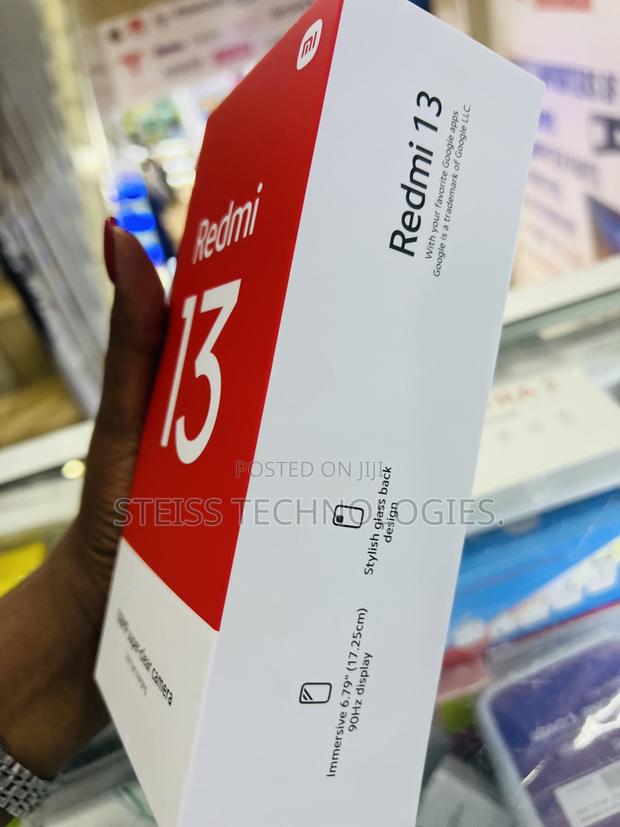 Redmi
13
Redmi 13
With your favorite Google apps
Google is a trademark of Google LLC.
POSTED ON JIJI
STEISS TECHNOLOGIES.
Stylish glass back
design
Immersive 6.79" (17.25cm)
90Hz display
super-clear camera